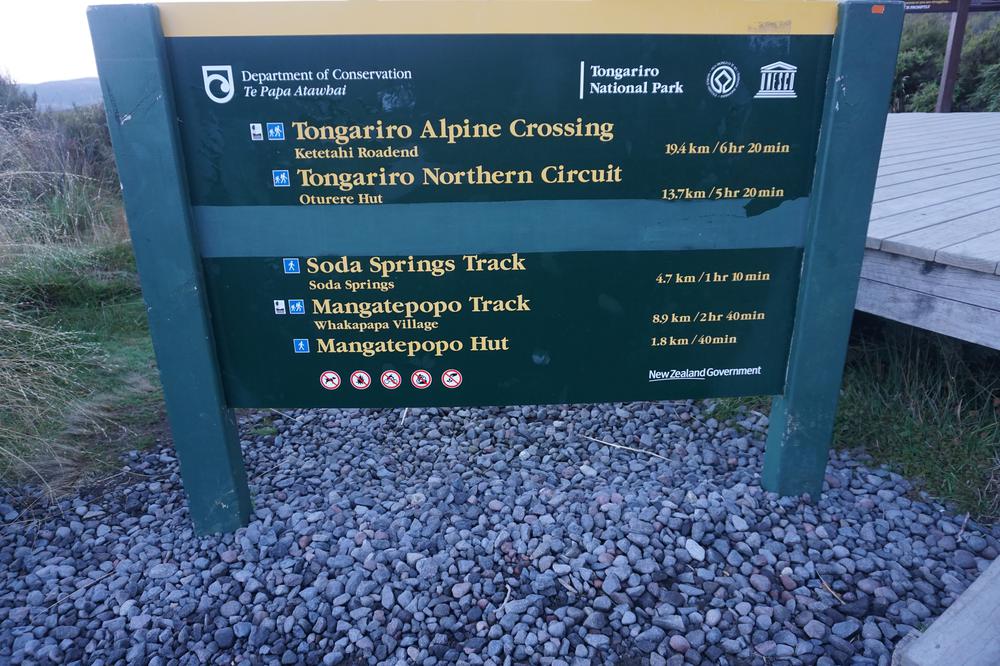 Department of Conservation
Te Papa Atawhai
Tongariro
National Park
UNESCO
Tongariro Alpine Crossing
Ketetahi Roadend
19.4 km / 6 hr 20 min
Tongariro Northern Circuit
Oturere Hut
13.7 km / 5 hr 20 min
Soda Springs Track
Soda Springs
4.7 km / 1 hr 10 min
Mangatepopo Track
Whakapapa Village
8.9 km / 2 hr 40 min
Mangatepopo Hut
1.8 km / 40 min
New Zealand Government